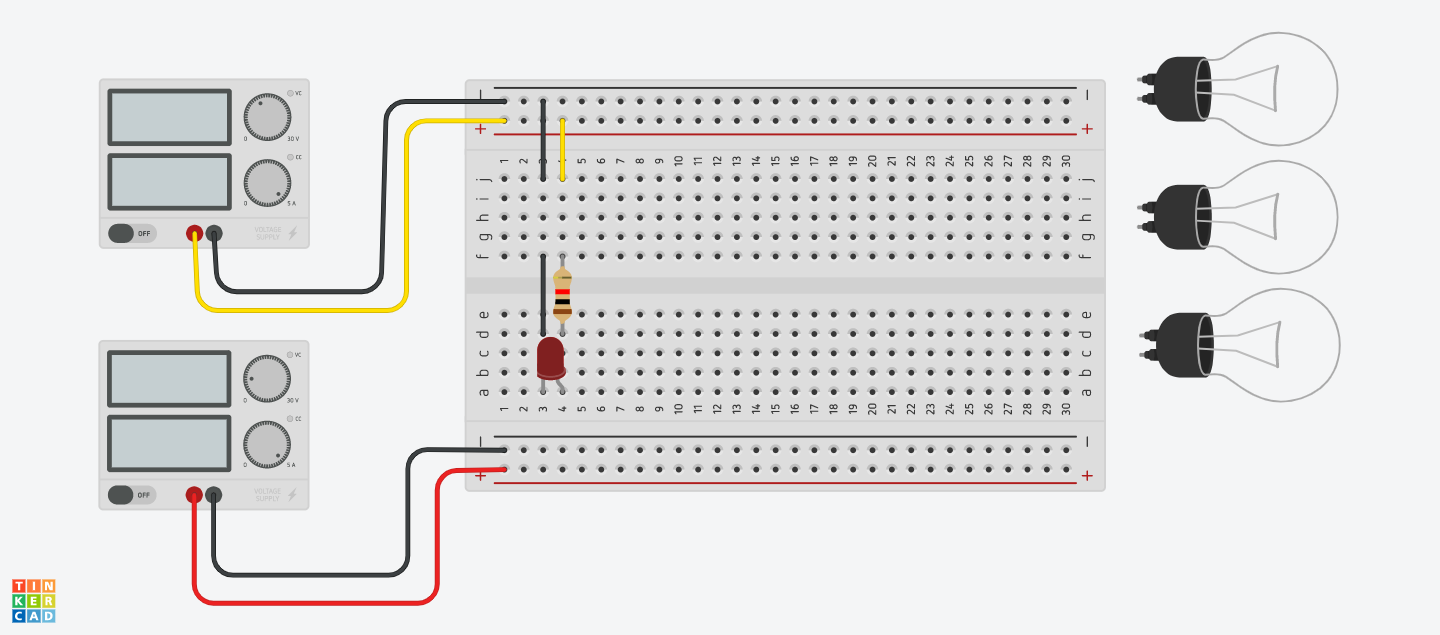 VC
0 30 V
CC
0 5 A
OFF VOLTAGE
SUPPLY
VC
0 30 V
CC
0 5 A
OFF VOLTAGE
SUPPLY
− −
+ +
1 2 3 4 5 6 7 8 9 10 11 12 13 14 15 16 17 18 19 20 21 22 23 24 25 26 27 28 29 30
j j
i i
h h
g g
f f
e e
d d
c c
b b
a a
1 2 3 4 5 6 7 8 9 10 11 12 13 14 15 16 17 18 19 20 21 22 23 24 25 26 27 28 29 30
− −
+ +
TIN
KER
CAD